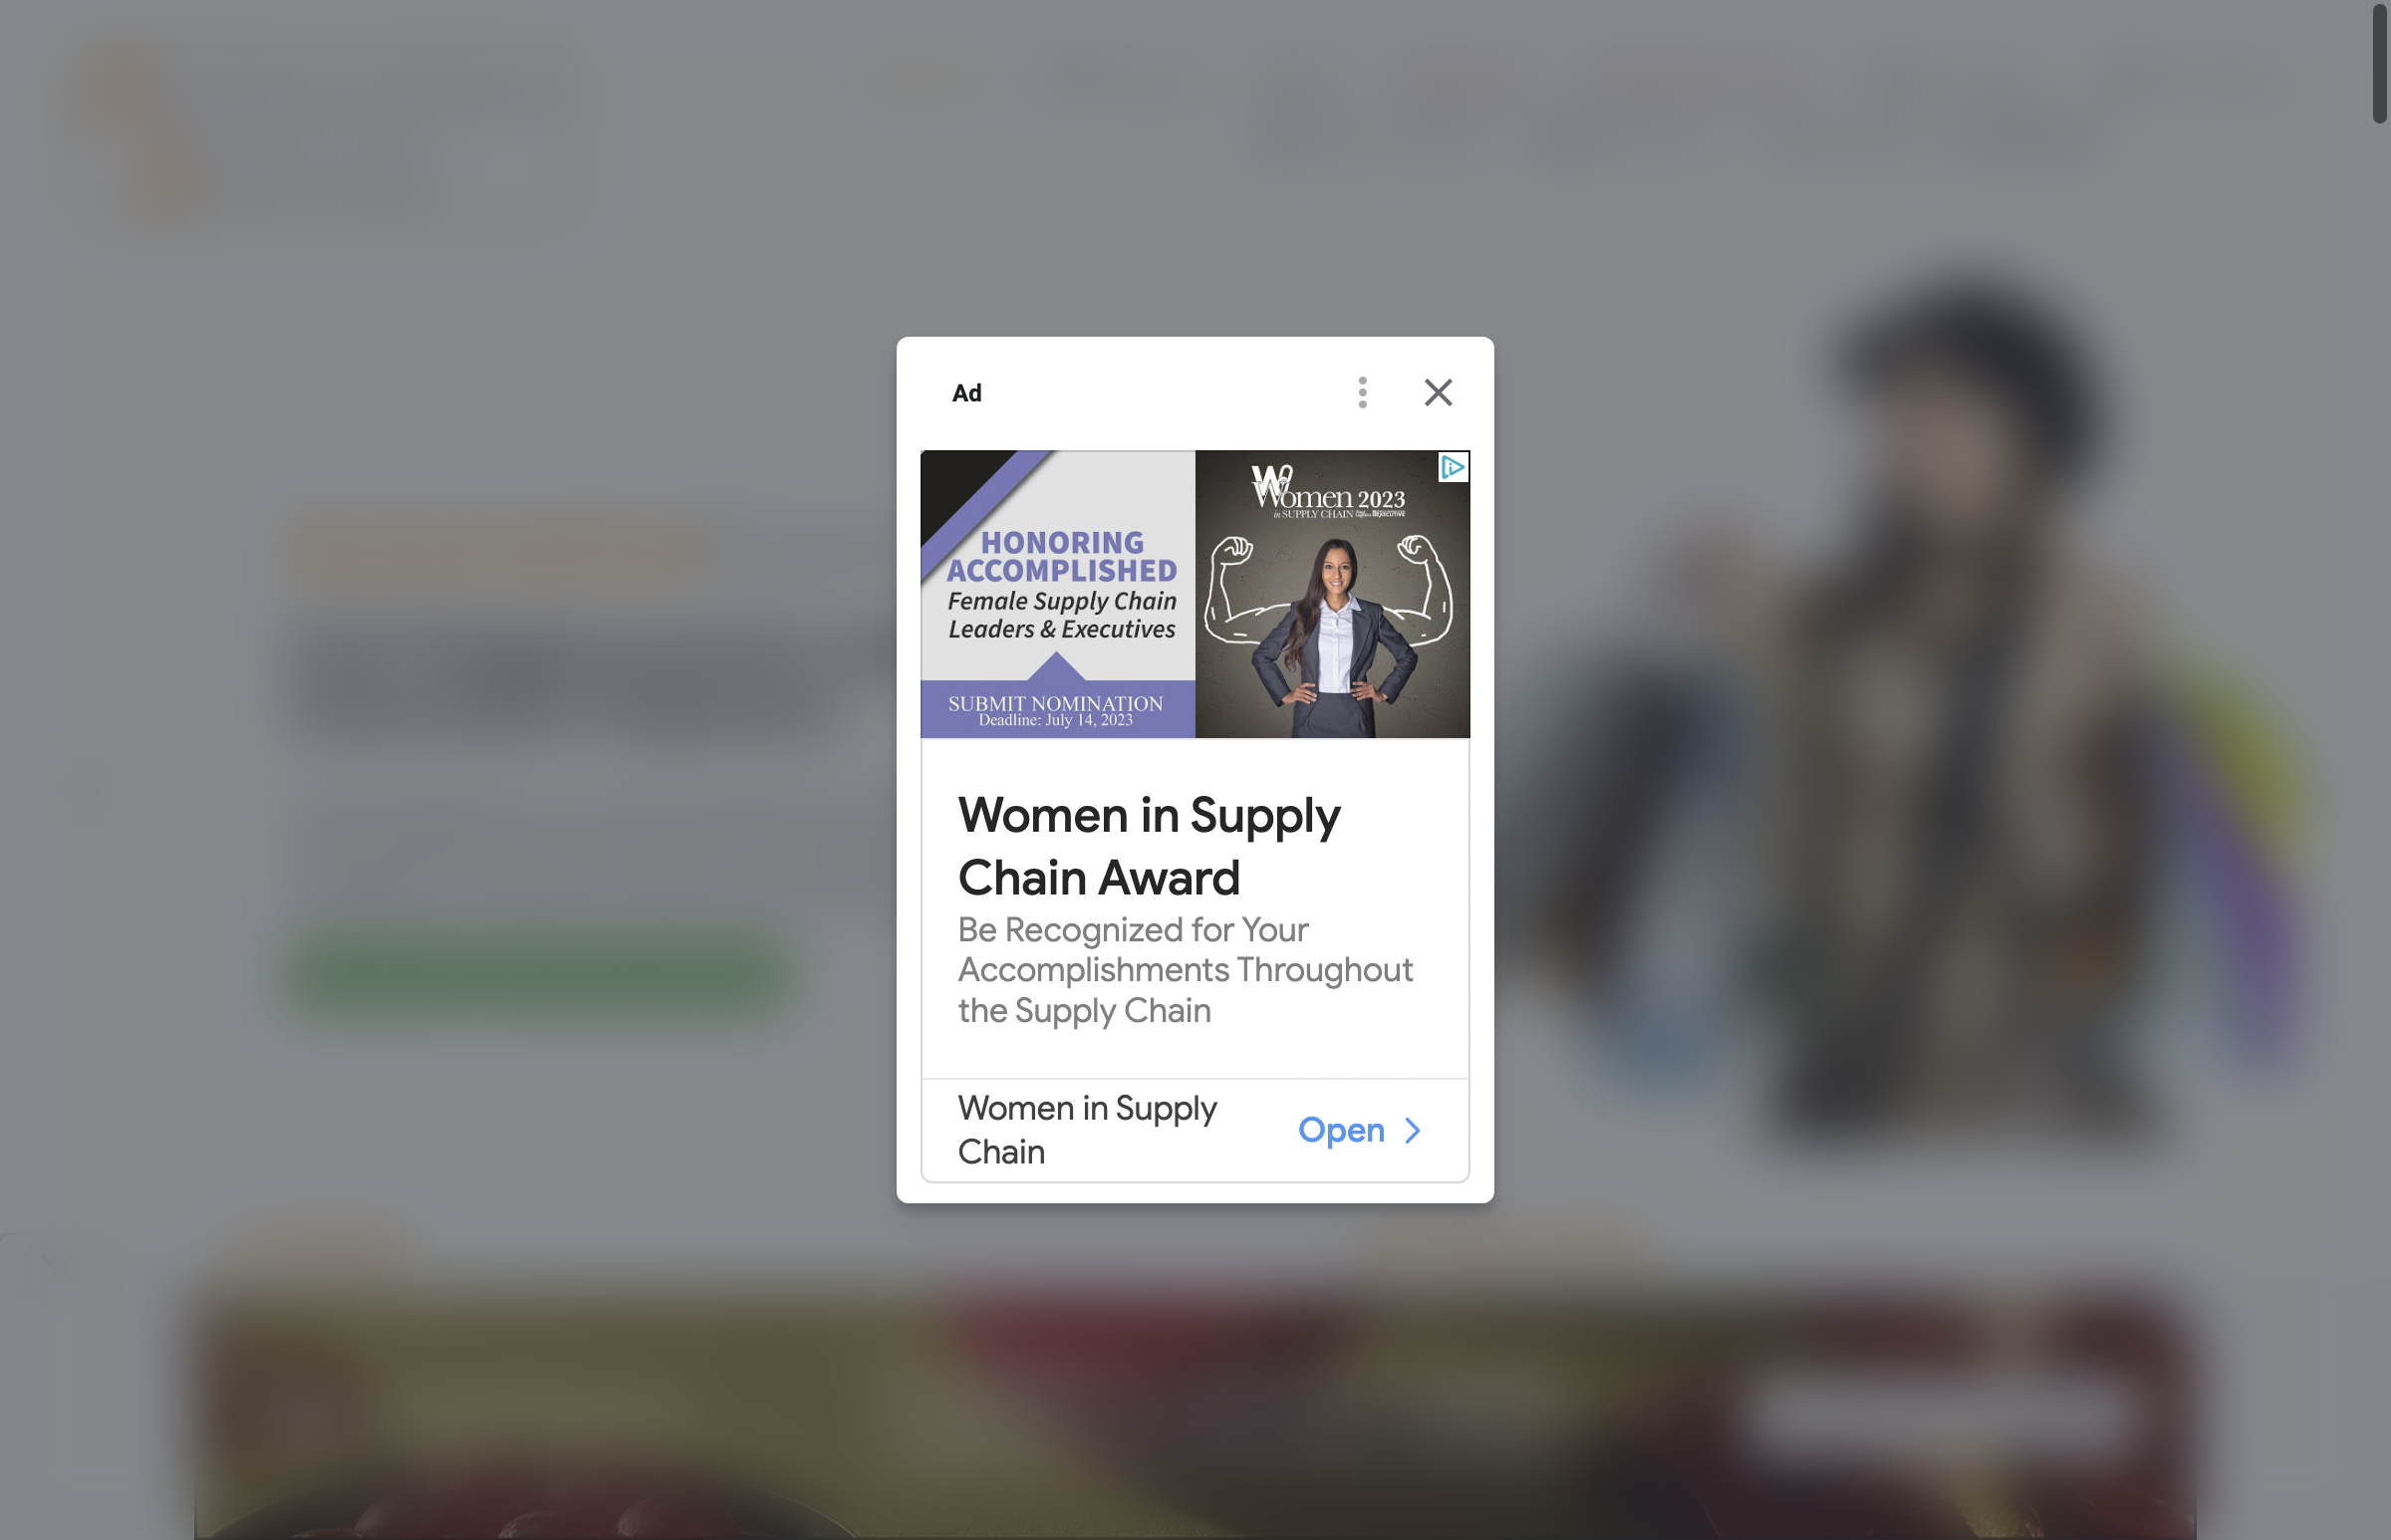 Ad
HONORING
ACCOMPLISHED
Female Supply Chain
Leaders & Executives
SUBMIT NOMINATION
Deadline: July 14, 2023
Women 2023
in SUPPLY CHAIN
Women in Supply
Chain Award
Be Recognized for Your
Accomplishments Throughout
the Supply Chain
Women in Supply
Chain
Open